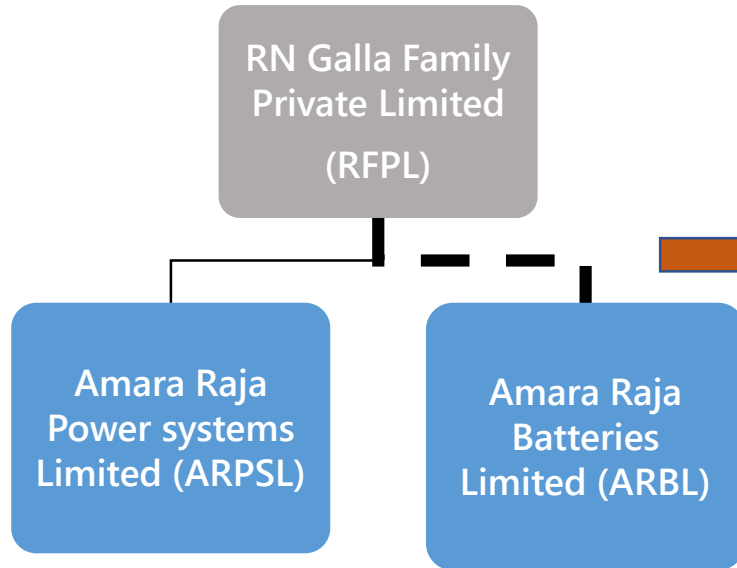 RN Galla Family
Private Limited
(RFPL)
Amara Raja
Power systems
Limited (ARPSL)
Amara Raja
Batteries
Limited (ARBL)